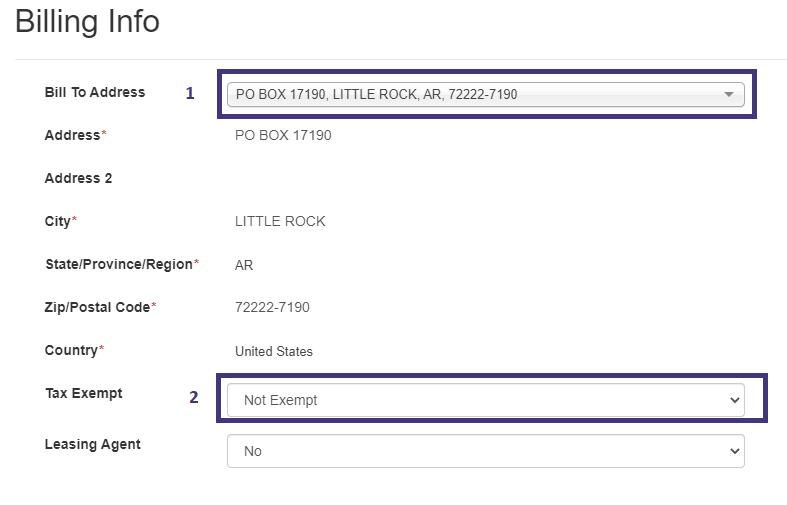 Billing Info
Bill To Address 1 PO BOX 17190, LITTLE ROCK, AR, 72222-7190
Address* PO BOX 17190
Address 2
City* LITTLE ROCK
State/Province/Region* AR
Zip/Postal Code* 72222-7190
Country* United States
Tax Exempt 2 Not Exempt
Leasing Agent No